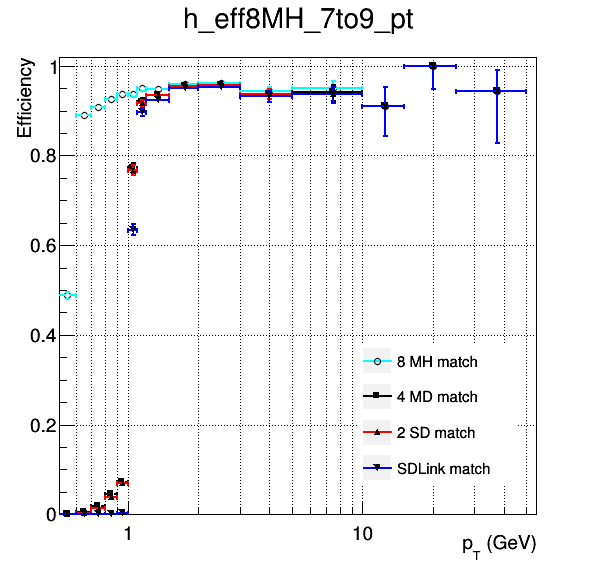 h_eff8MH_7to9_pt
Efficiency
1
0.8
0.6
0.4
0.2
0
8 MH match
4 MD match
2 SD match
SDLink match
1
10
p_T (GeV)